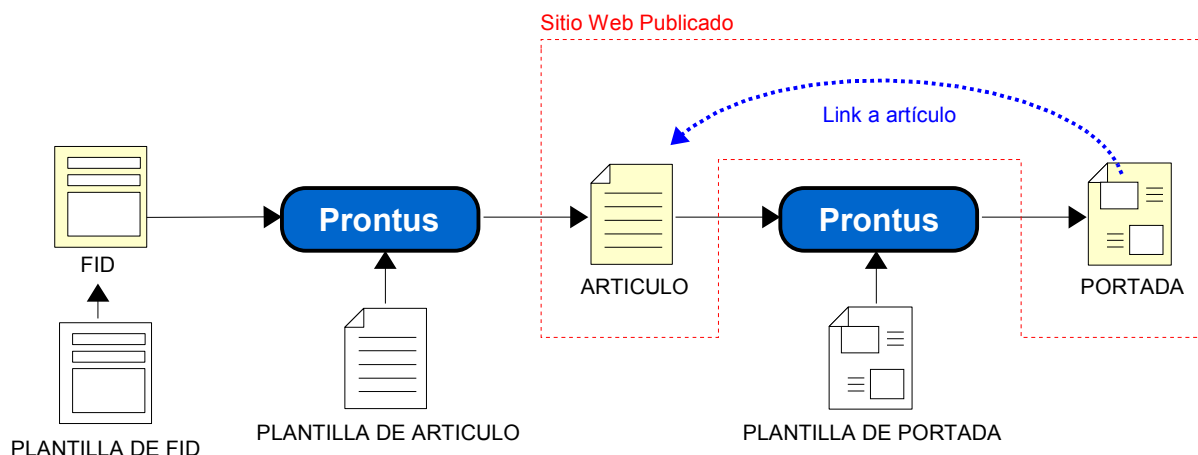 Sitio Web Publicado
Link a artículo
Prontus
Prontus
FID
ARTICULO
PORTADA
PLANTILLA DE FID
PLANTILLA DE ARTICULO
PLANTILLA DE PORTADA